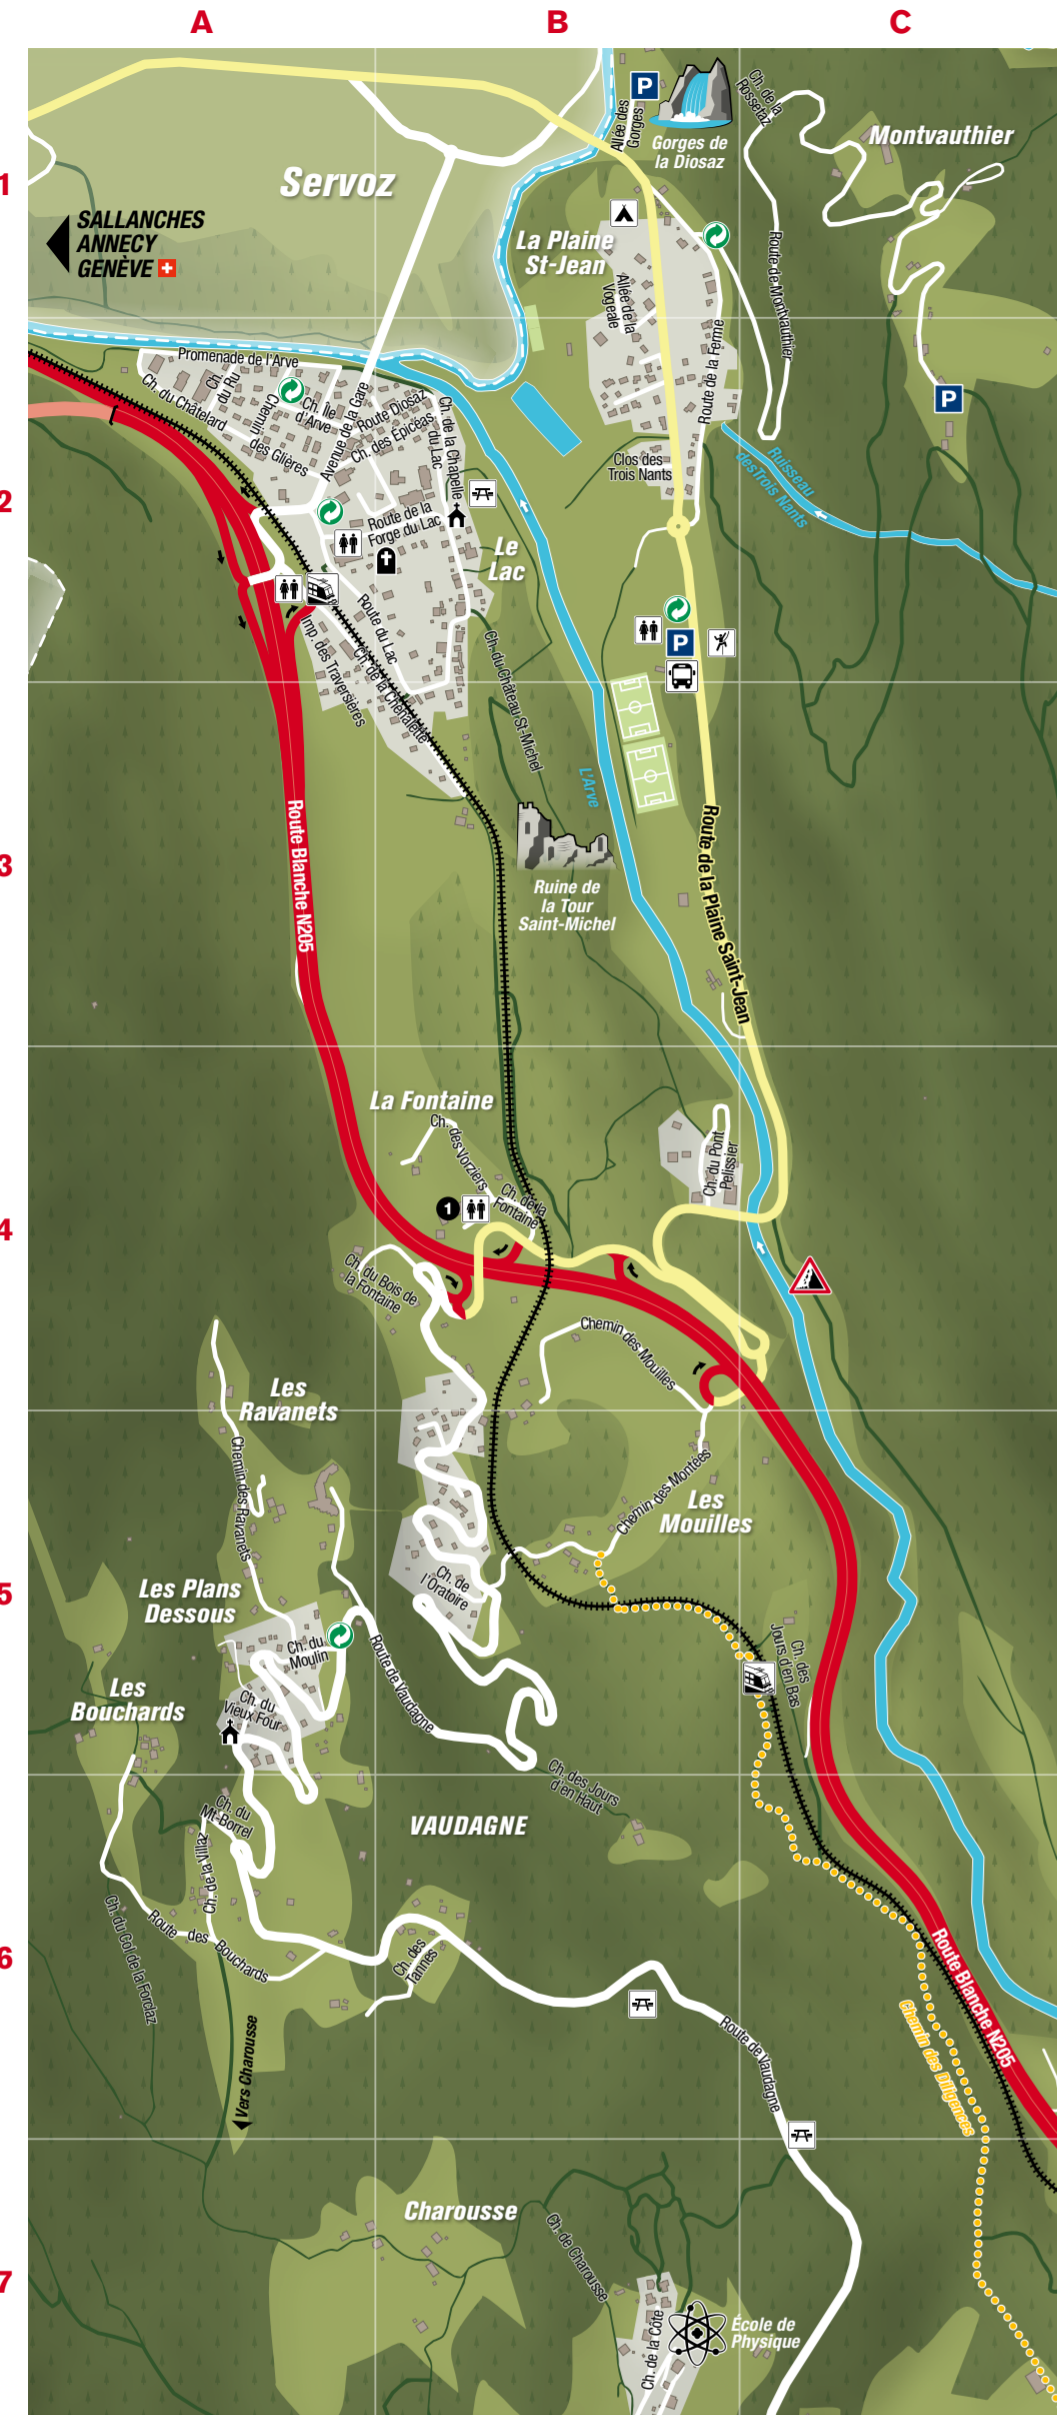 A
B
C
P
Ch. de la
Rossetaz
Allée des
Gorges
Gorges de
la Diosaz
Montvauthier
1
Servoz
SALLANCHES
ANNECY
GENÈVE
La Plaine
St-Jean
Route de Montvauthier
Allée de la
Vogeale
Route de la Ferme
Promenade de l'Arve
Ch. du Châtelard
Ch.
du Ru
Chemin
des Glières
Ch. Île
d'Arve
Avenue de la Gare
Route Diosaz
Ch. des Épicéas
Ch. de la Chapelle
du Lac
P
Clos des
Trois Nants
Ruisseau
des Trois Nants
2
Route de la
Forge du Lac
Le
Lac
Route du Lac
Imp. des Traversières
Ch. de la Chenalette
Ch. du Château St-Michel
P
L'Arve
Route Blanche N205
Route de la Plaine Saint-Jean
3
Ruine de
la Tour
Saint-Michel
La Fontaine
Ch. des Vorziers
Ch. du Pont
Pelissier
1
Ch. de la
Fontaine
4
Ch. du Bois de
la Fontaine
Chemin des Mouilles
Les
Ravanets
Chemin des Ravanets
Chemin des Montées
Les
Mouilles
5
Ch. de
l'Oratoire
Les Plans
Dessous
Ch. du
Moulin
Route de Vaudagne
Ch. des
Jours d'en Bas
Les
Bouchards
Ch. du
Vieux Four
Ch. des Jours
d'en Haut
Ch. du
Mt-Borrel
VAUDAGNE
Ch. de la Villaz
Ch. du Col de la Forclaz
Route des Bouchards
Ch. des
Tannes
6
Route Blanche N205
Chemin des Diligences
Vers Charousse
Route de Vaudagne
Charousse
Ch. de Charousse
7
Ch. de la Côte
École de
Physique